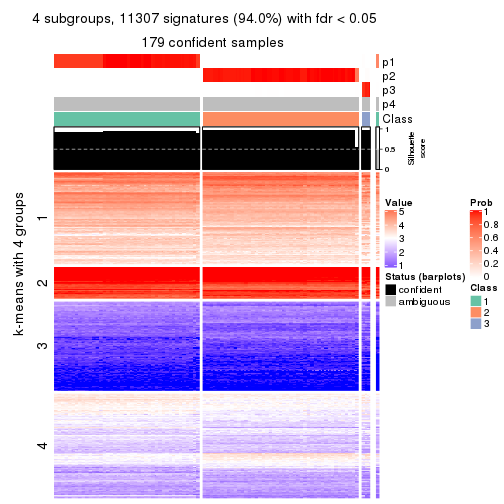 4 subgroups, 11307 signatures (94.0%) with fdr < 0.05
179 confident samples
p1
p2
p3
p4
Class
1
0.5
0
Silhouette
score
k-means with 4 groups
1
2
3
4
Value
5
4
3
2
1
Status (barplots)
confident
ambiguous
Prob
1
0.8
0.6
0.4
0.2
0
Class
1
2
3